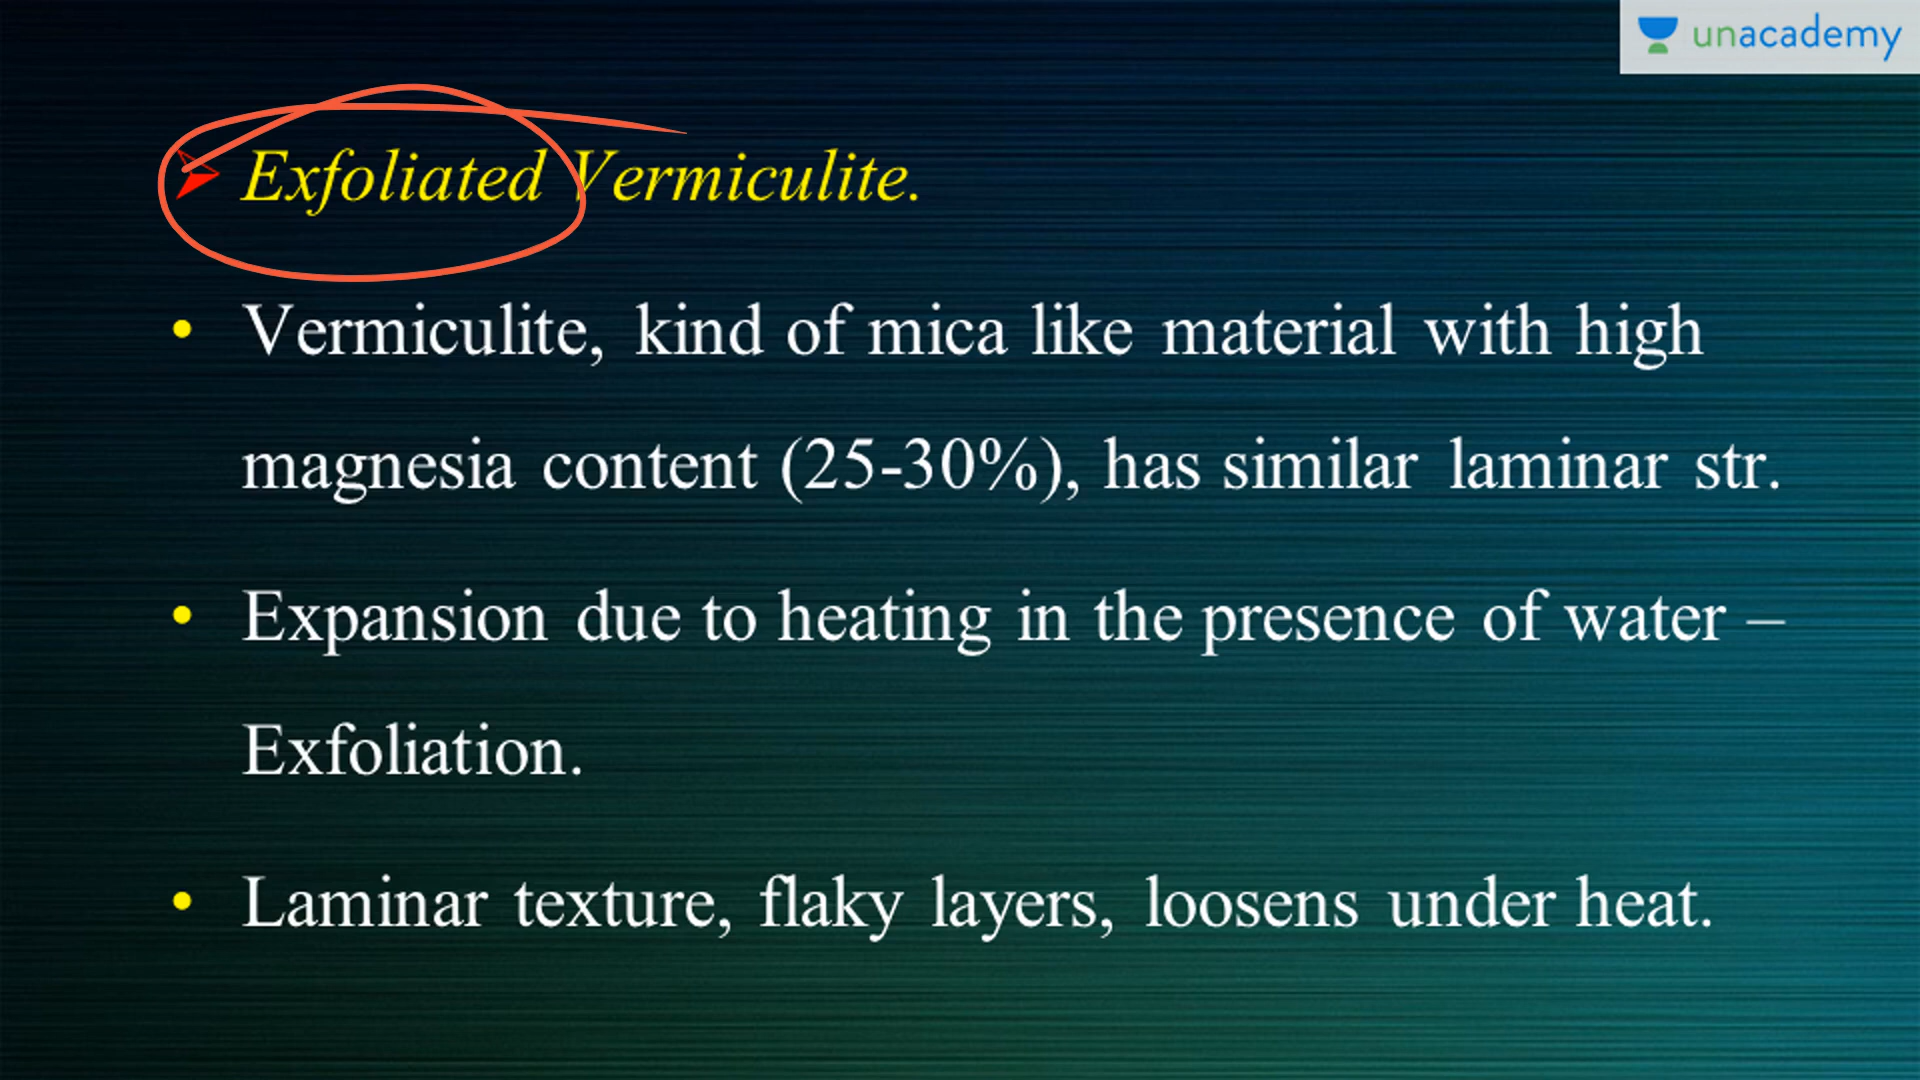 unacademy
Exfoliated Vermiculite.
• Vermiculite, kind of mica like material with high
magnesia content (25-30%), has similar laminar str.
• Expansion due to heating in the presence of water –
Exfoliation.
• Laminar texture, flaky layers, loosens under heat.